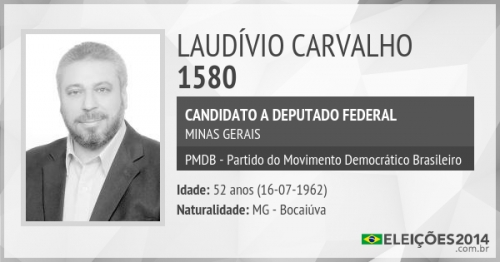 LAUDÍVIO CARVALHO
1580
CANDIDATO A DEPUTADO FEDERAL
MINAS GERAIS
PMDB - Partido do Movimento Democrático Brasileiro
Idade: 52 anos (16-07-1962)
Naturalidade: MG - Bocaiúva
ELEIÇÕES2014
.com.br